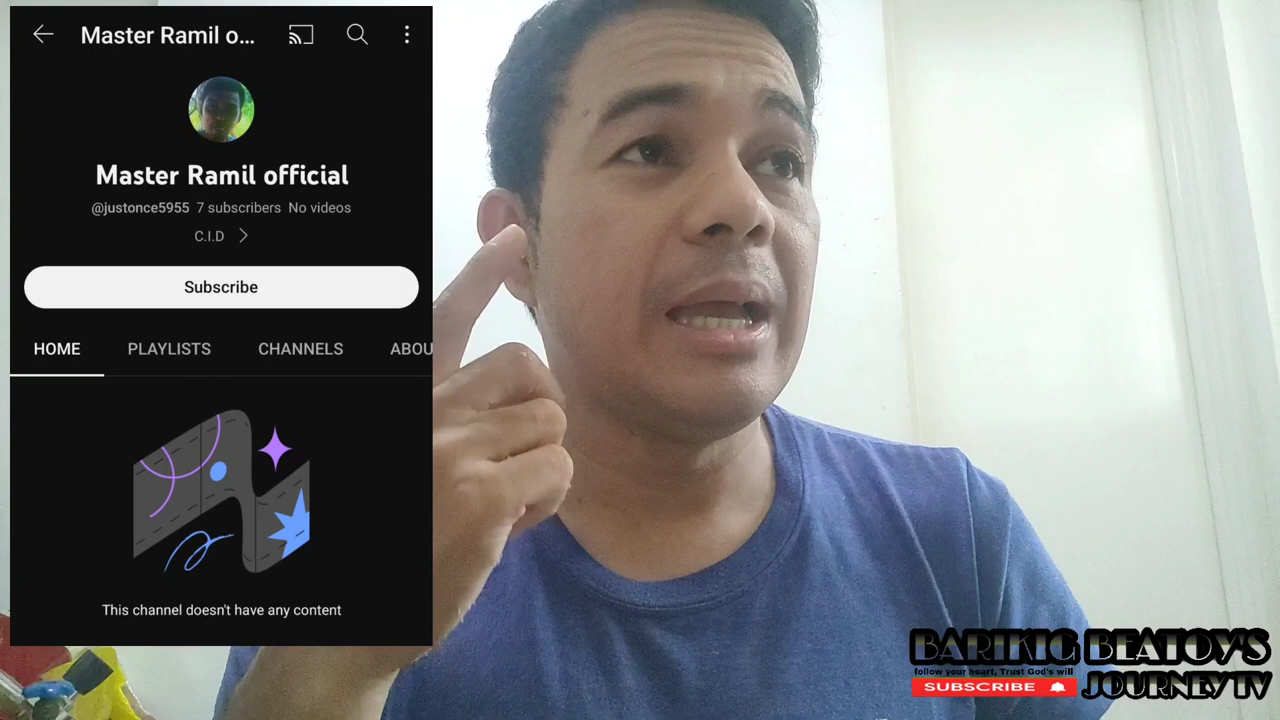 Master Ramil o...
Master Ramil official
@justonce5955 7 subscribers No videos
C.I.D
Subscribe
HOME PLAYLISTS CHANNELS ABOU
This channel doesn't have any content
BARIKIG BEATOY'S
follow your heart, Trust God's will
SUBSCRIBE JOURNEY TV